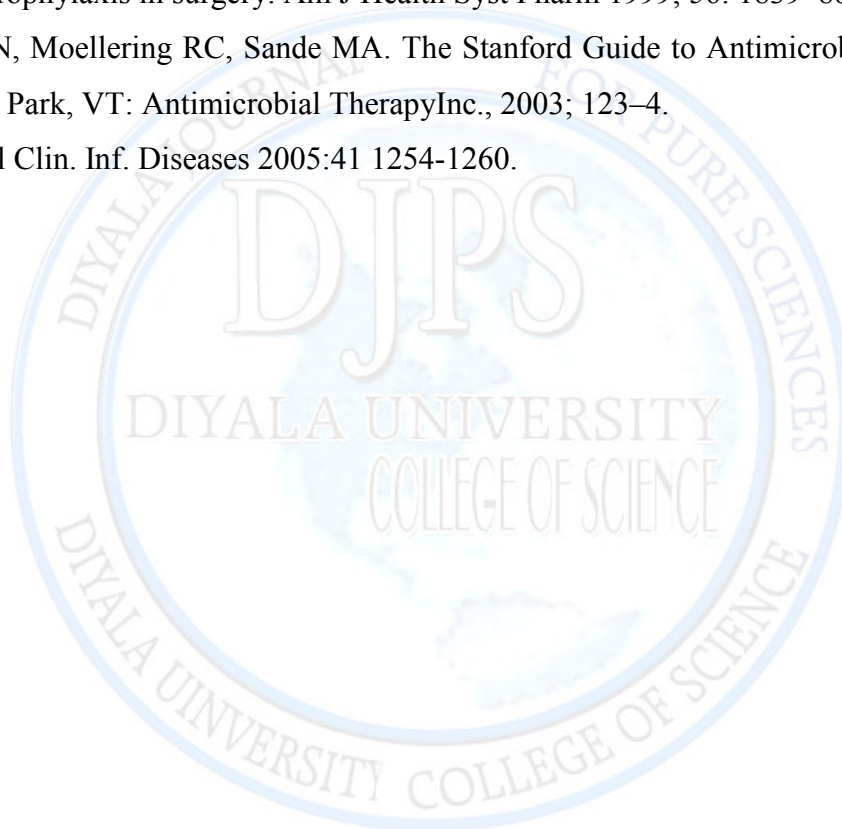 rophylaxis in surgery. Am J Health Syst Pharm 1999; 56: 1839–
N, Moellering RC, Sande MA. The Stanford Guide to Antimicrob
Park, VT: Antimicrobial TherapyInc., 2003; 123–4.
l Clin. Inf. Diseases 2005:41 1254-1260.
DIYALA JOURNAL FOR PURE SCIENCES
DJPS
DIYALA UNIVERSITY
COLLEGE OF SCIENCE
DIYALA UINVERSITY COLLEGE OF SCIENCE